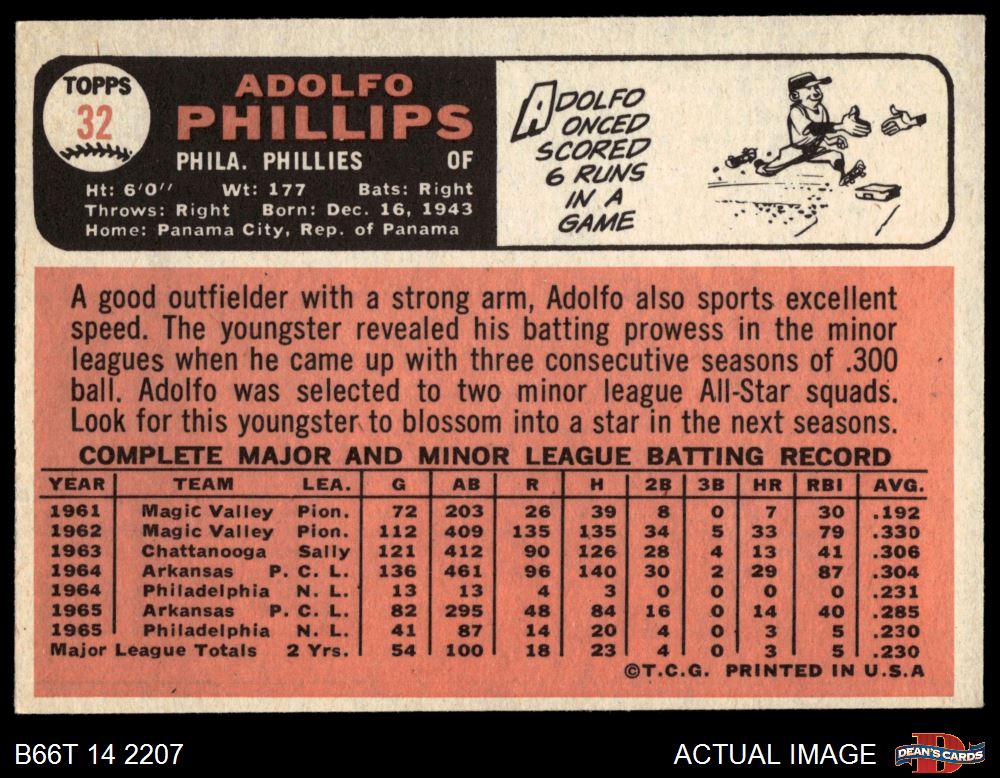 TOPPS
32
ADOLFO
PHILLIPS
PHILA. PHILLIES OF
Ht: 6'0'' Wt: 177 Bats: Right
Throws: Right Born: Dec. 16, 1943
Home: Panama City, Rep. of Panama
ADOLFO
ONCED
SCORED
6 RUNS
IN A
GAME
A good outfielder with a strong arm, Adolfo also sports excellent
speed. The youngster revealed his batting prowess in the minor
leagues when he came up with three consecutive seasons of .300
ball. Adolfo was selected to two minor league All-Star squads.
Look for this youngster to blossom into a star in the next seasons.
COMPLETE MAJOR AND MINOR LEAGUE BATTING RECORD
YEAR TEAM LEA. G AB R H 2B 3B HR RBI AVG.
1961 Magic Valley Pion. 72 203 26 39 8 0 7 30 .192
1962 Magic Valley Pion. 112 409 135 135 34 5 33 79 .330
1963 Chattanooga Sally 121 412 90 126 28 4 13 41 .306
1964 Arkansas P. C. L. 136 461 96 140 30 2 29 87 .304
1964 Philadelphia N. L. 13 13 4 3 0 0 0 0 .231
1965 Arkansas P. C. L. 82 295 48 84 16 0 14 40 .285
1965 Philadelphia N. L. 41 87 14 20 4 0 3 5 .230
Major League Totals 2 Yrs. 54 100 18 23 4 0 3 5 .230
©T.C.G. PRINTED IN U.S.A
B66T 14 2207
ACTUAL IMAGE
D
DEAN'S CARDS